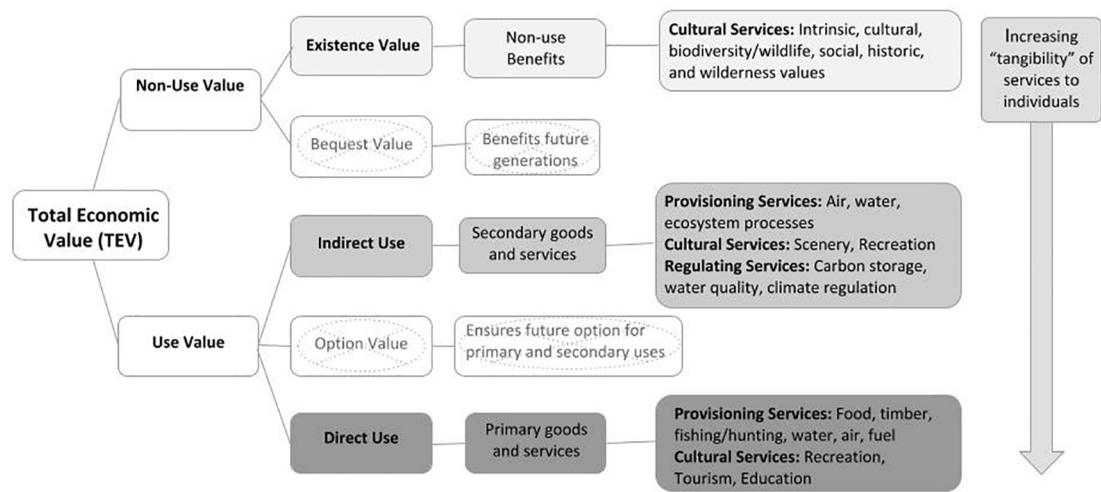 Existence Value
Non-use
Benefits
Cultural Services: Intrinsic, cultural,
biodiversity/wildlife, social, historic,
and wilderness values
Increasing
“tangibility” of
services to
individuals
Non-Use Value
Bequest Value
Benefits future
generations
Total Economic
Value (TEV)
Indirect Use
Secondary goods
and services
Provisioning Services: Air, water,
ecosystem processes
Cultural Services: Scenery, Recreation
Regulating Services: Carbon storage,
water quality, climate regulation
Use Value
Option Value
Ensures future option for
primary and secondary uses
Direct Use
Primary goods
and services
Provisioning Services: Food, timber,
fishing/hunting, water, air, fuel
Cultural Services: Recreation,
Tourism, Education